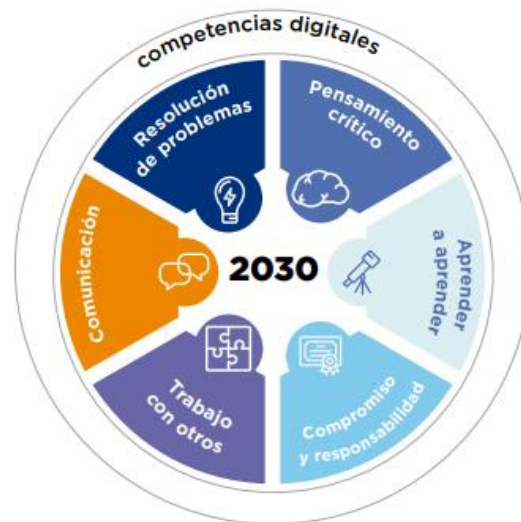 competencias digitales
Resolución
de problemas
Pensamiento
crítico
Comunicación
2030
Aprender
a aprender
Trabajo
con otros
Compromiso
y responsabilidad